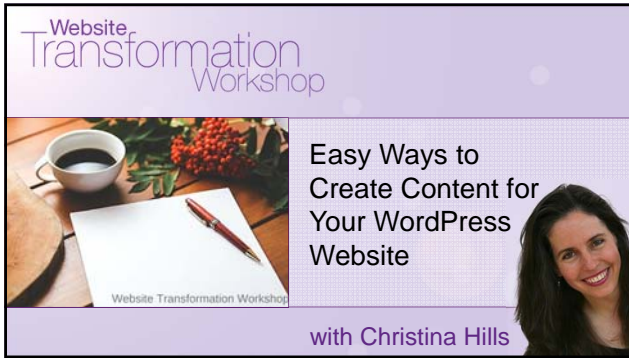 Website
Transformation
Workshop
Easy Ways to
Create Content for
Your WordPress
Website
Website Transformation Workshop
with Christina Hills